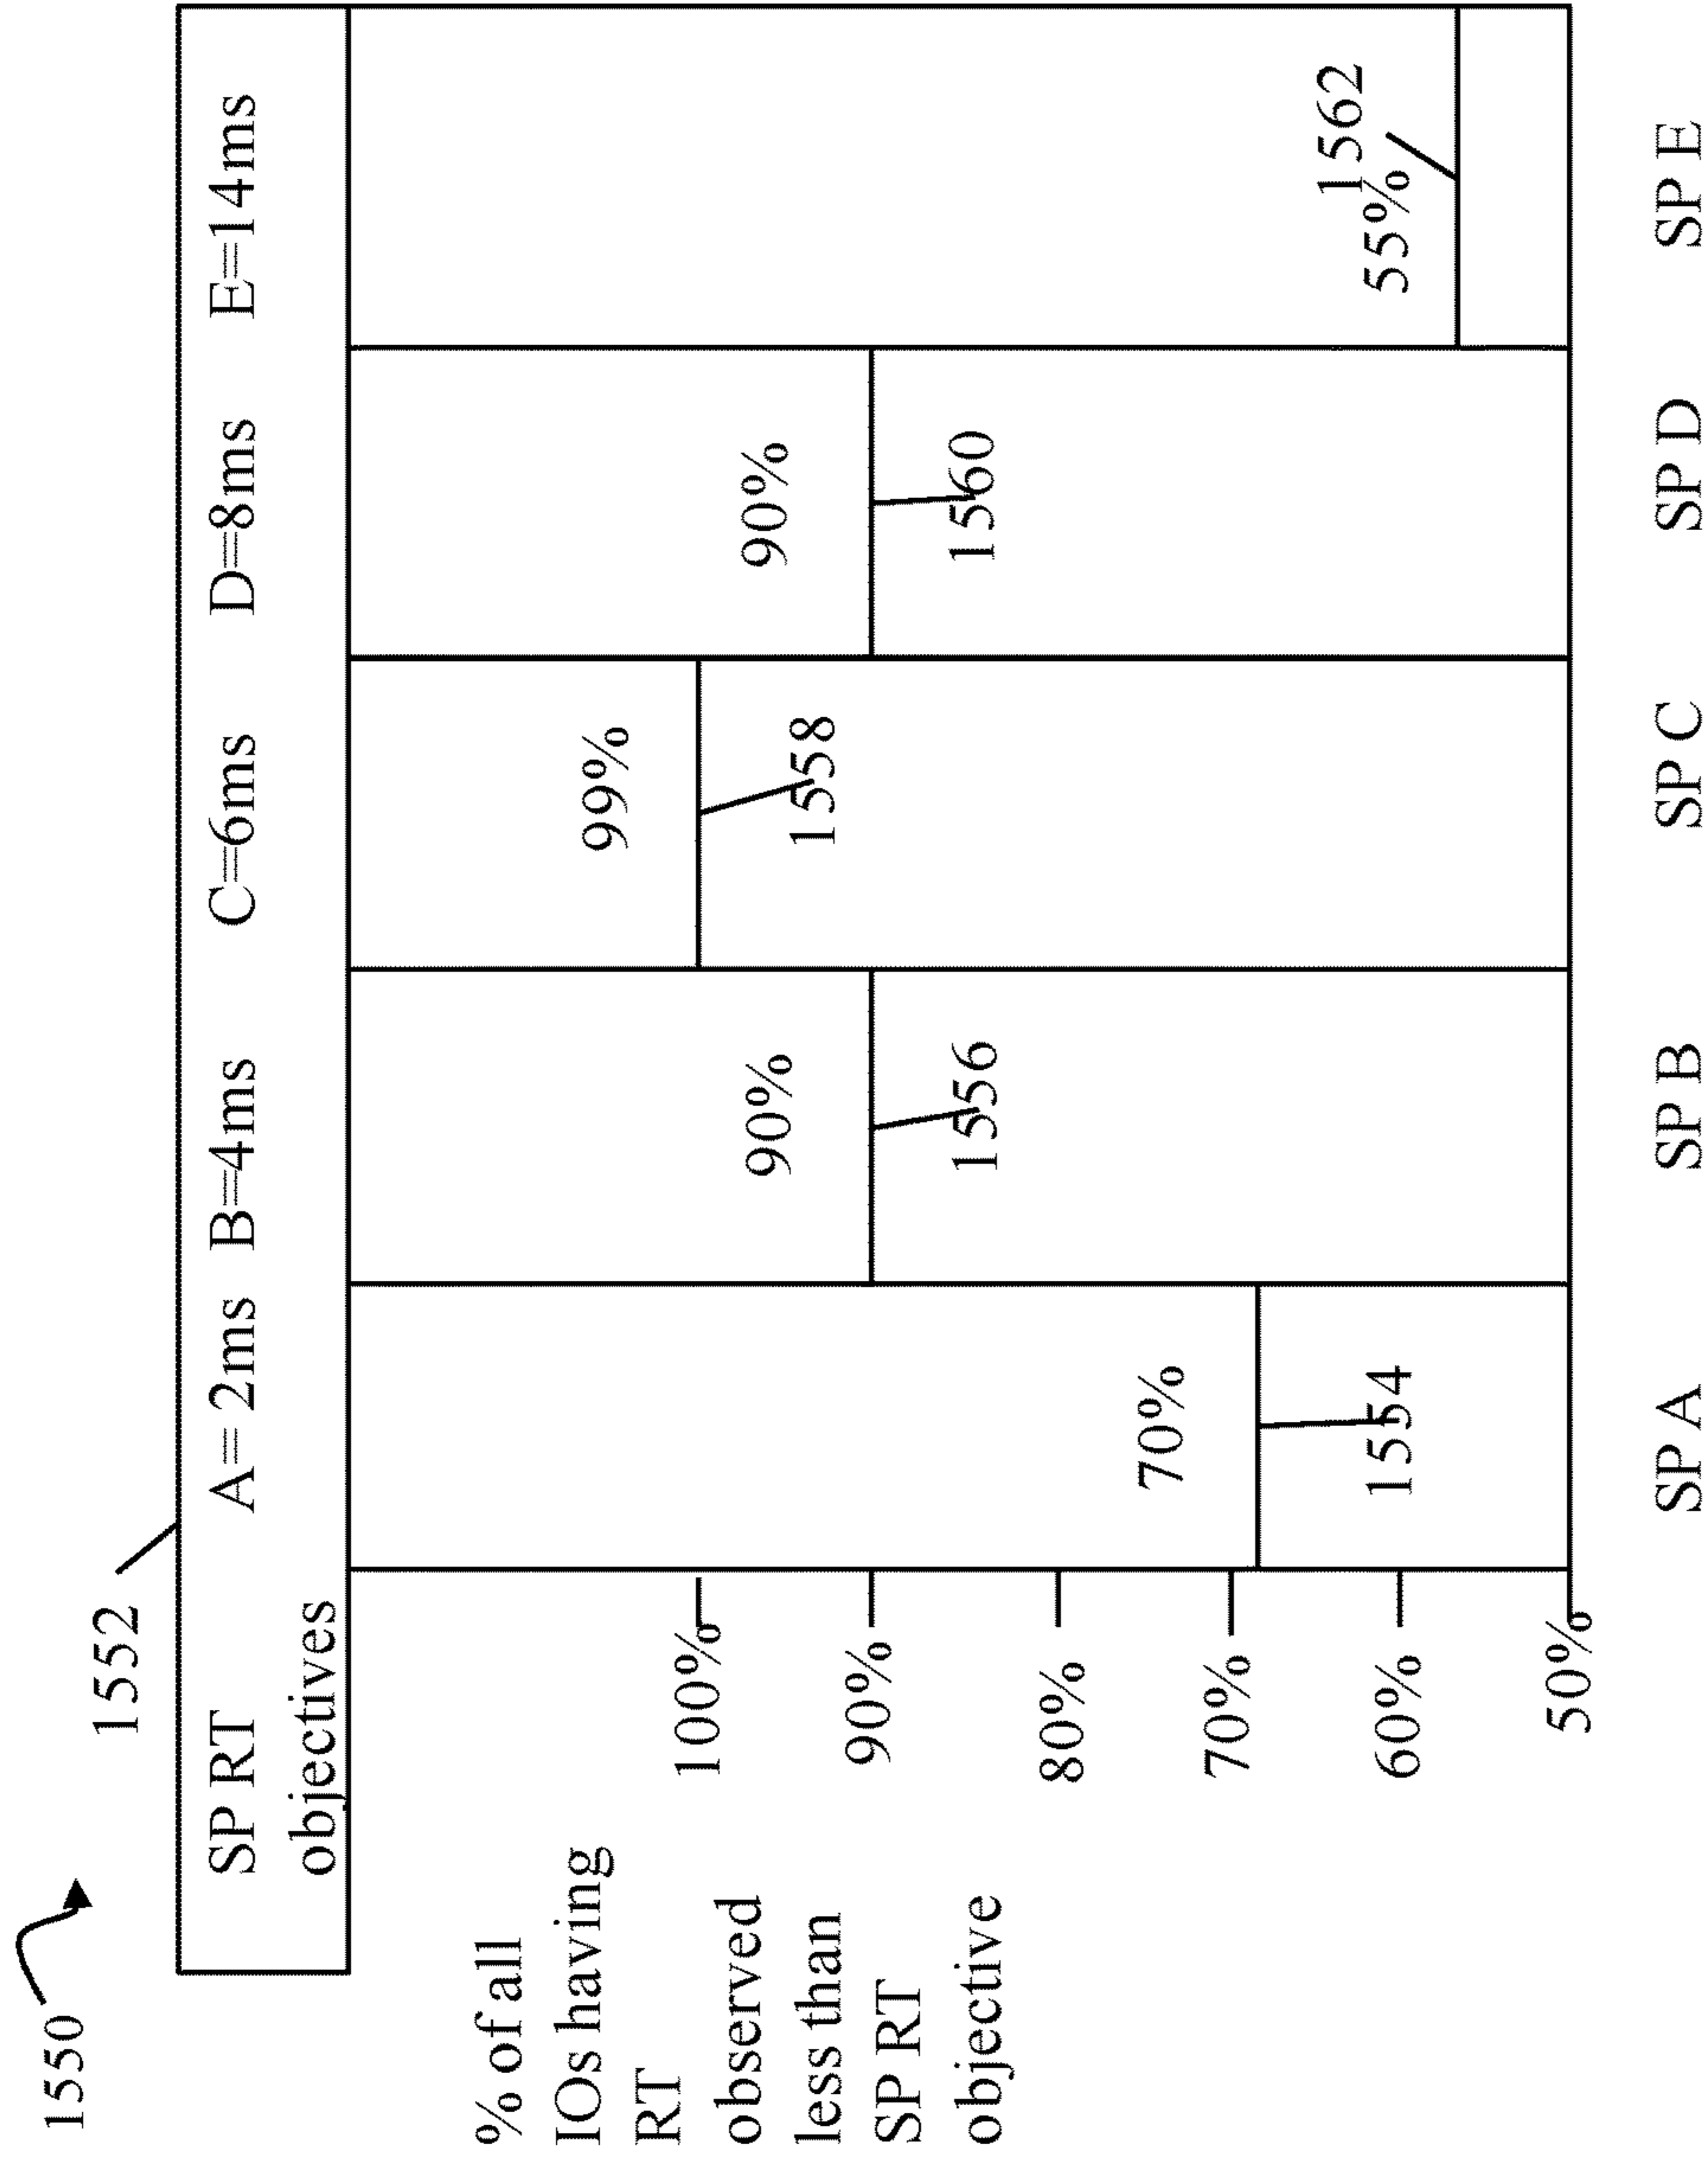 1550
1552
SP RT
objectives
A= 2ms B=4ms C=6ms D=8ms E=14ms
% of all
IOs having
RT
observed
less than
SP RT
objective
100%
90%
80%
70%
60%
50%
70%
1554
90%
1556
99%
1558
90%
1560
1562
55%
SP A SP B SP C SP D SP E